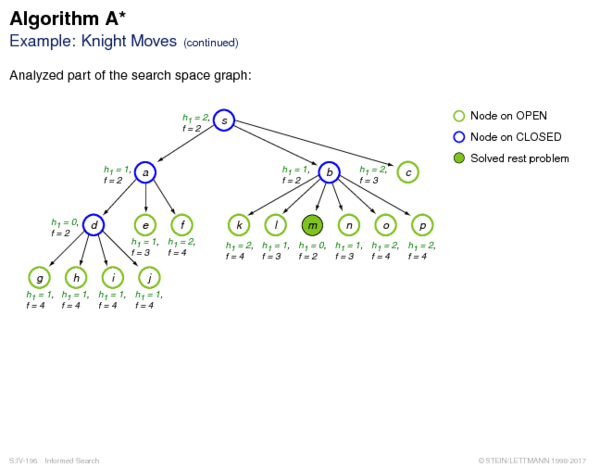 Algorithm A*
Example: Knight Moves (continued)
Analyzed part of the search space graph:
h1 = 2,
f = 2
s
Node on OPEN
Node on CLOSED
Solved rest problem
h1 = 1,
f = 2
a
h1 = 1,
f = 2
b
h1 = 2,
f = 3
c
h1 = 0,
f = 2
d
e
f
k
l
m
n
o
p
h1 = 1, h1 = 2,
f = 3 f = 4
h1 = 2, h1 = 1, h1 = 0, h1 = 1, h1 = 2, h1 = 2,
f = 4 f = 3 f = 2 f = 3 f = 4 f = 4
g h i j
h1 = 1, h1 = 1, h1 = 1, h1 = 1,
f = 4 f = 4 f = 4 f = 4
S:IV-196 Informed Search
© STEIN/LETTMANN 1998-2017